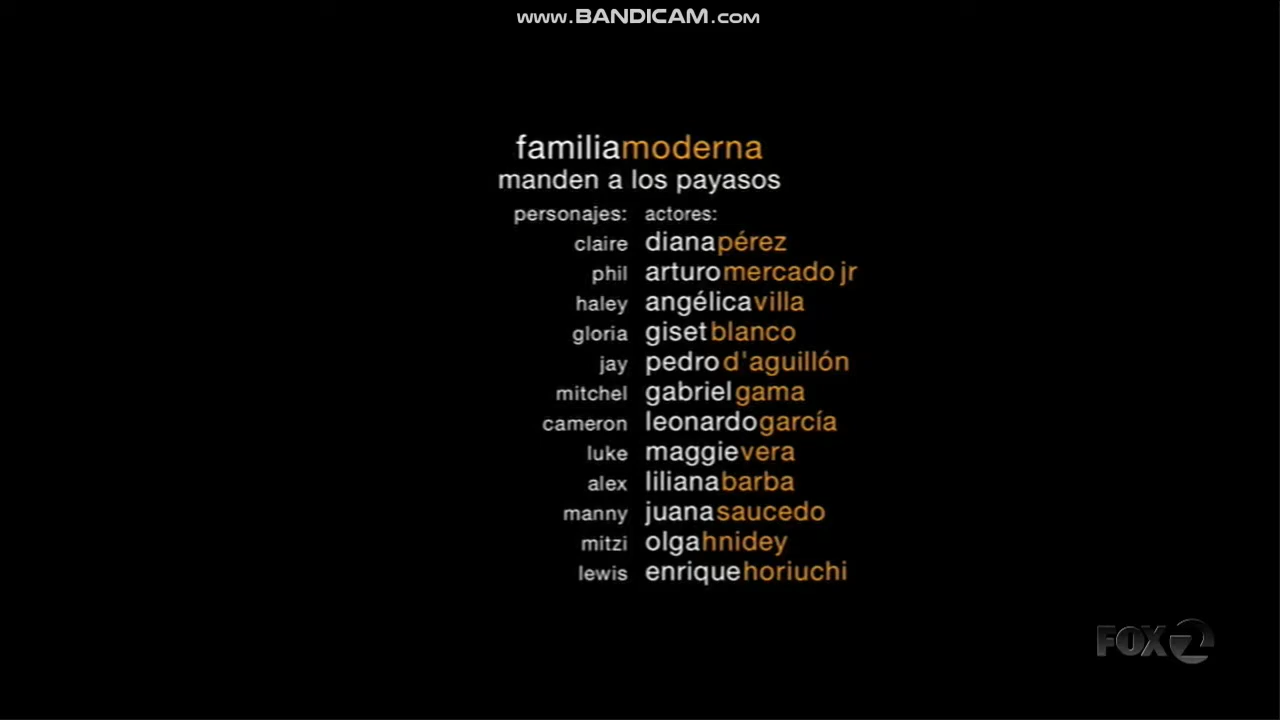 www.BANDICAM.com
familiamoderna
manden a los payasos
personajes: actores:
claire dianapérez
phil arturomercado jr
haley angélicavilla
gloria gisetblanco
jay pedrod'aguillón
mitchel gabrielgama
cameron leonardogarcía
luke maggievera
alex lilianabarba
manny juanasaucedo
mitzi olgahnidey
lewis enriquehoriuchi
FOX 2